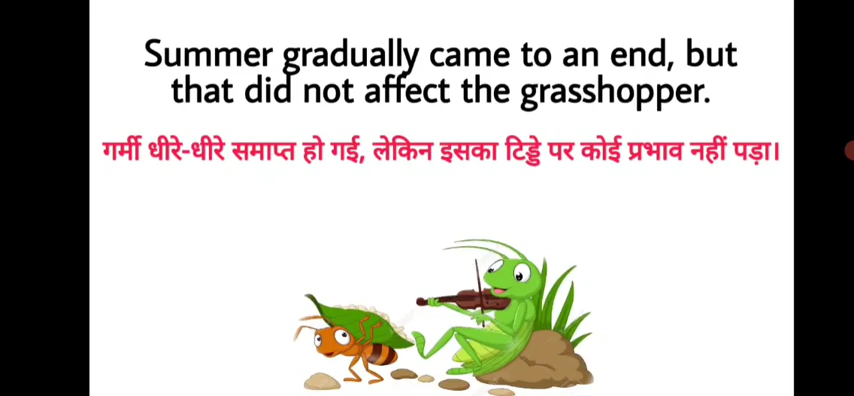 Summer gradually came to an end, but
that did not affect the grasshopper.
गर्मी धीरे-धीरे समाप्त हो गई, लेकिन इसका टिड्डे पर कोई प्रभाव नहीं पड़ा।